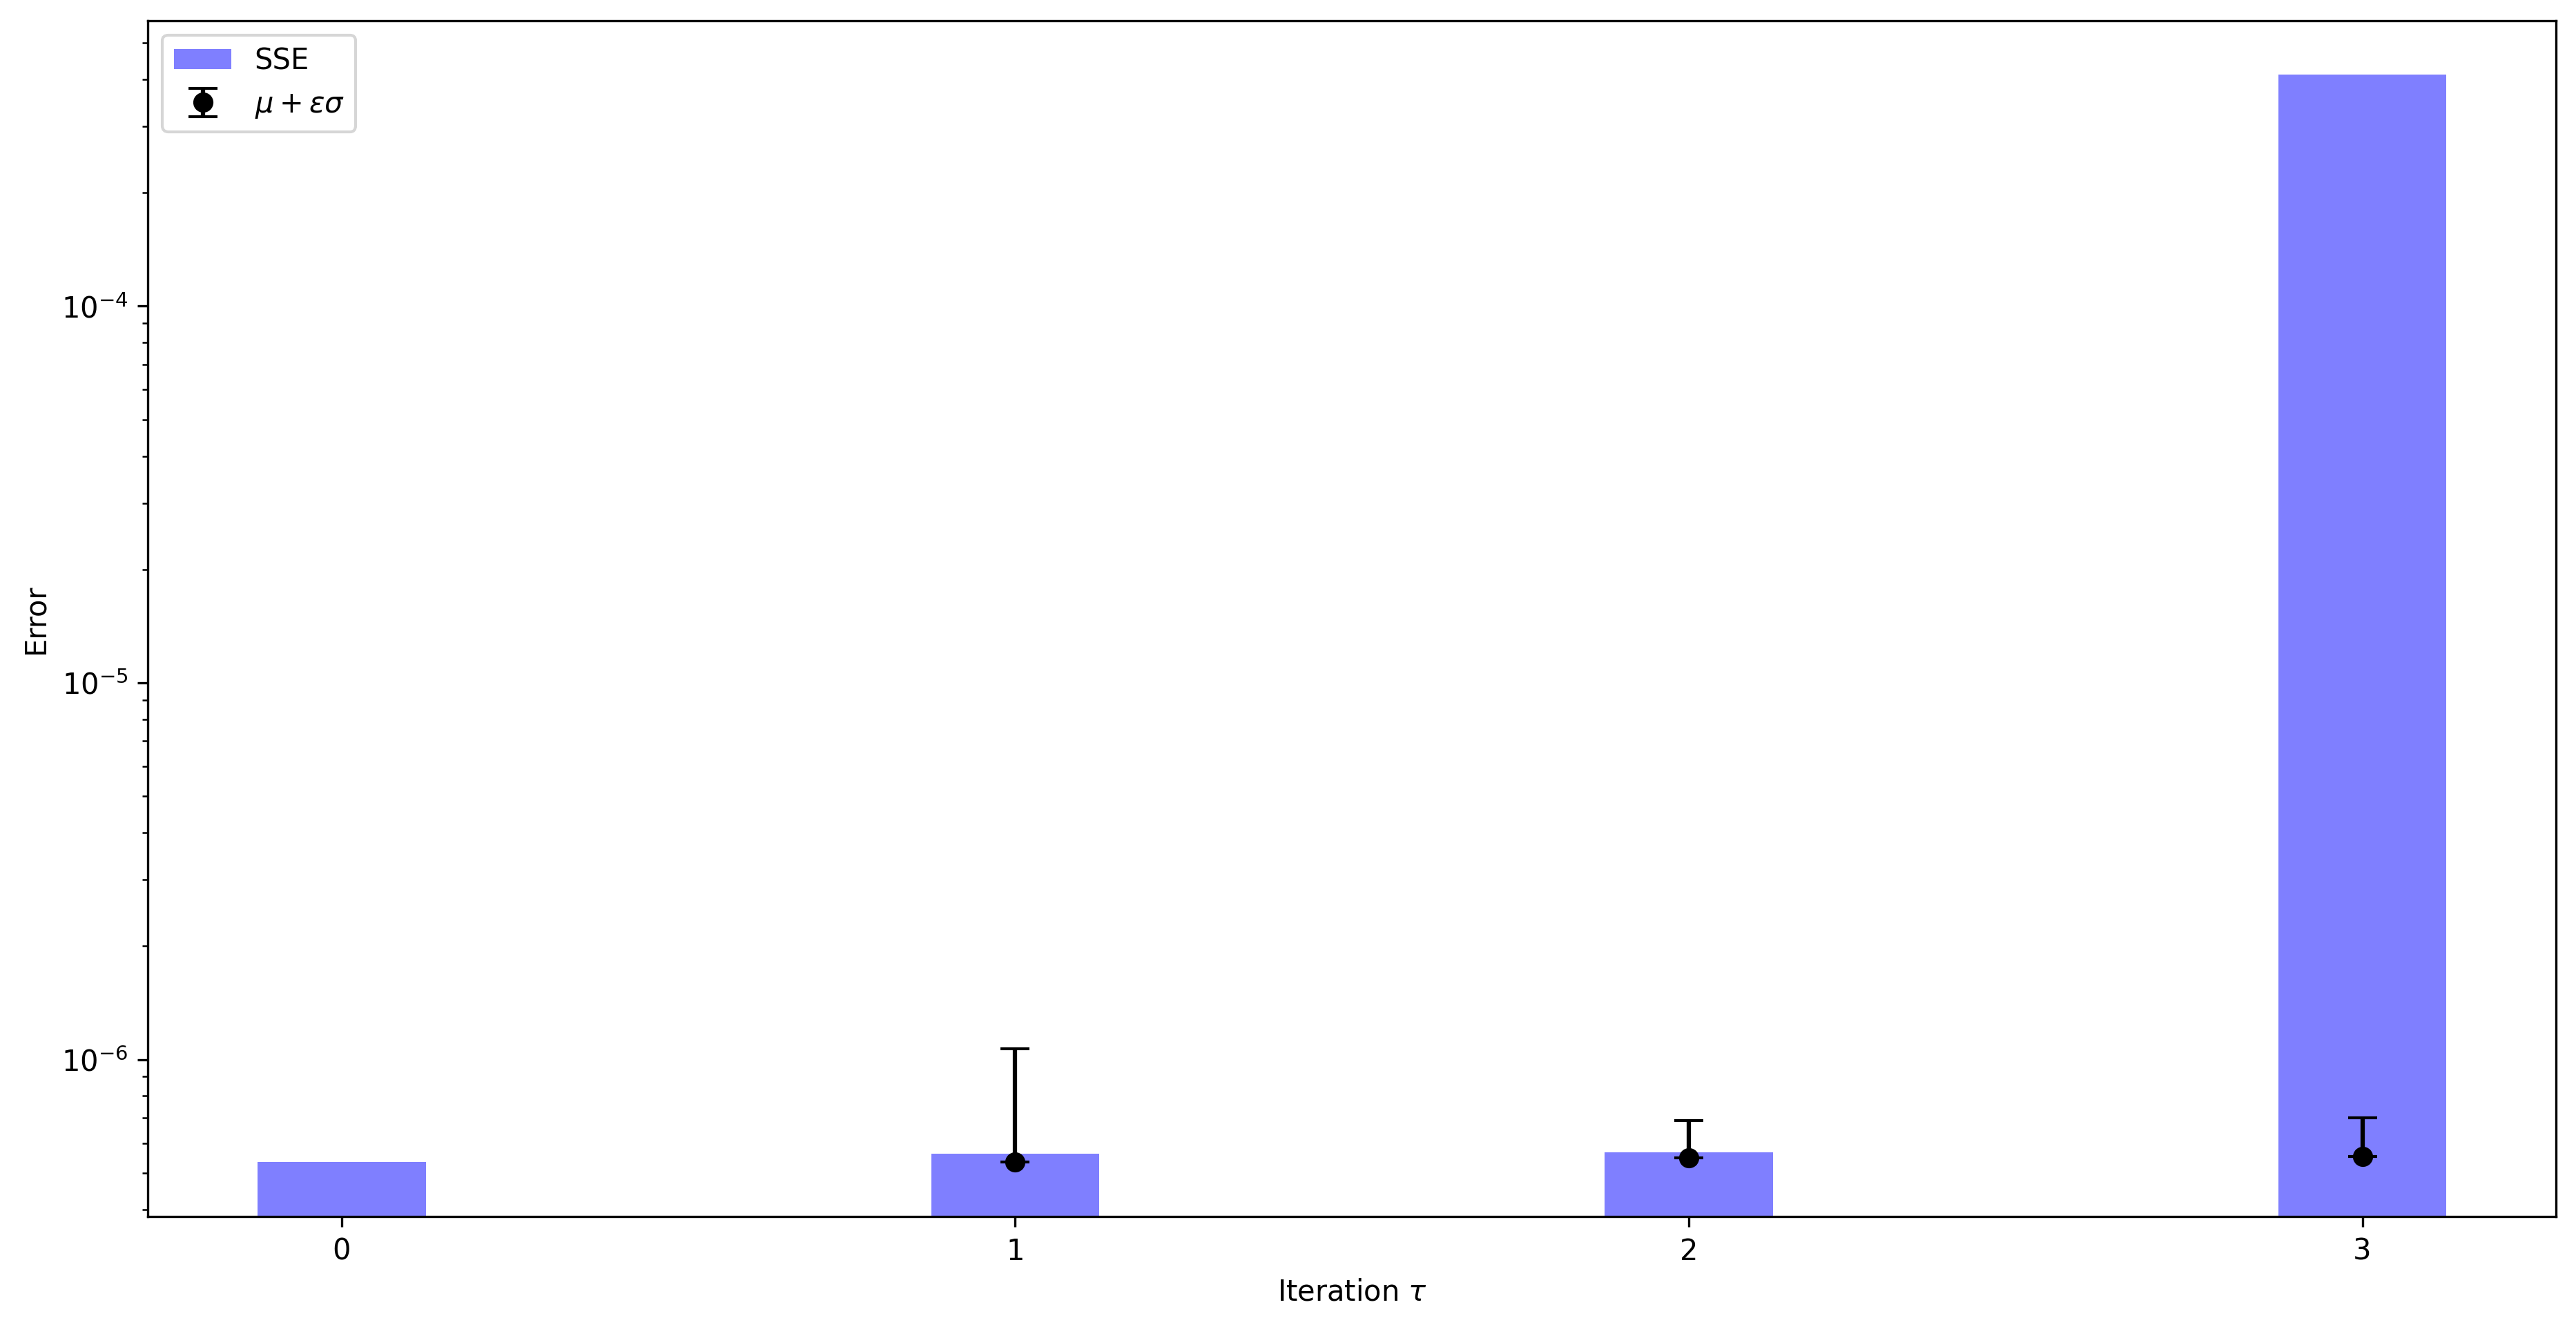 SSE
μ + εσ
10⁻⁴
10⁻⁵
10⁻⁶
Error
0 1 2 3
Iteration τ